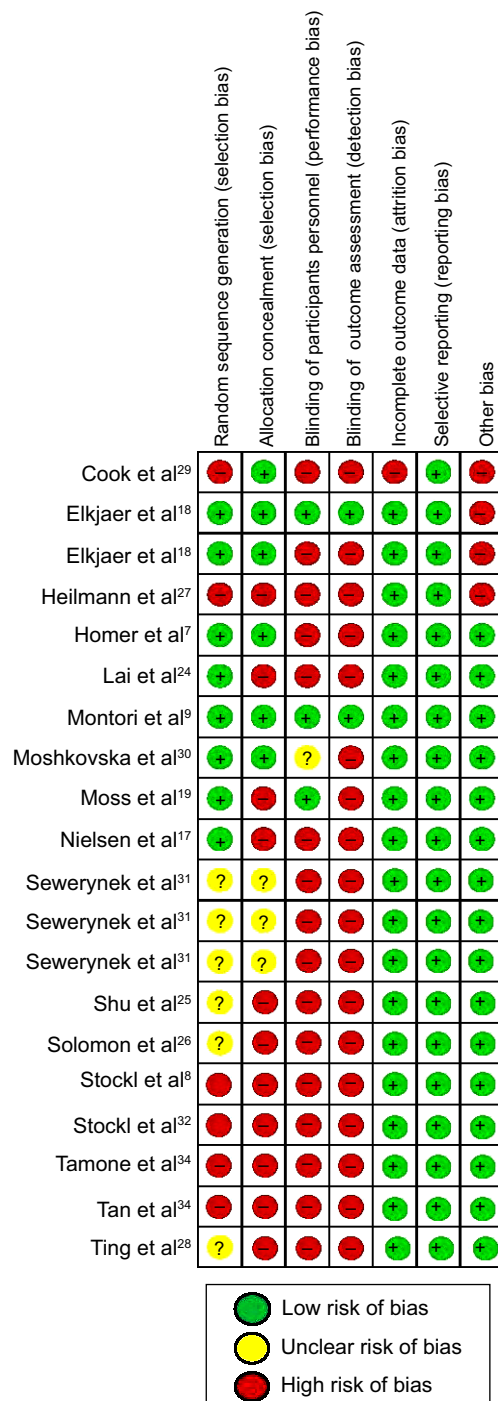 Random sequence generation (selection bias)
Allocation concealment (selection bias)
Blinding of participants personnel (performance bias)
Blinding of outcome assessment (detection bias)
Incomplete outcome data (attrition bias)
Selective reporting (reporting bias)
Other bias
Cook et al29 − + − − − + −
Elkjaer et al18 + + + + + + −
Elkjaer et al18 + + − − + + −
Heilmann et al27 − − − − + + −
Homer et al7 + + − − + + +
Lai et al24 + − − − + + +
Montori et al9 + + + + + + +
Moshkovska et al30 + + ? − + + +
Moss et al19 + − + − + + +
Nielsen et al17 + − − − + + +
Sewerynek et al31 ? ? − − + + +
Sewerynek et al31 ? ? − − + + +
Sewerynek et al31 ? ? − − + + +
Shu et al25 ? − − − + + +
Solomon et al26 ? − − − + + +
Stockl et al8 − − − + + +
Stockl et al32 − − − + + +
Tamone et al34 − − − − + + +
Tan et al34 − − − − + + +
Ting et al28 ? − − − + + +
Low risk of bias
Unclear risk of bias
High risk of bias